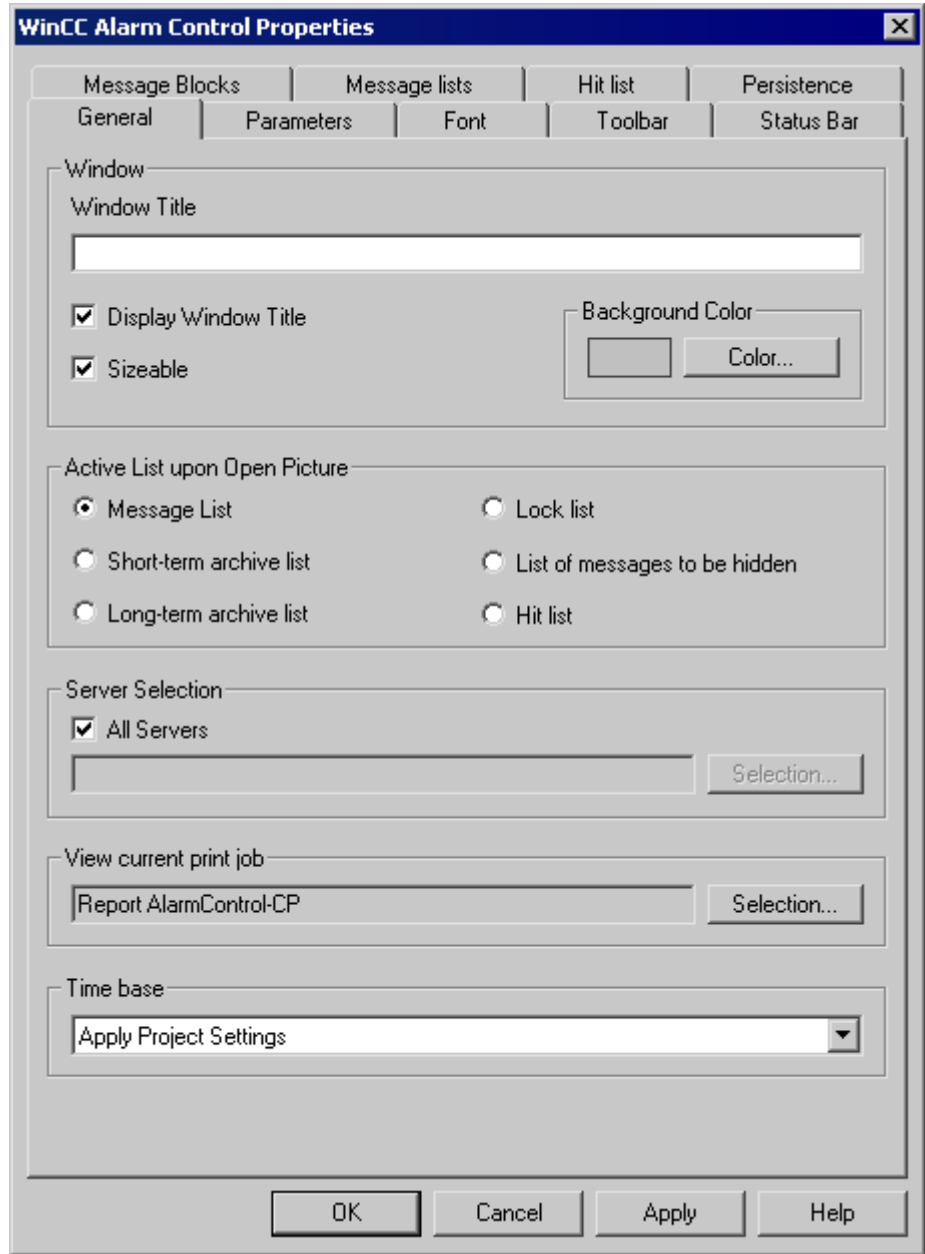 WinCC Alarm Control Properties
Message Blocks
Message lists
Hit list
Persistence
General
Parameters
Font
Toolbar
Status Bar
Window
Window Title
Display Window Title
Background Color
Sizeable
Color...
Active List upon Open Picture
Message List
Lock list
Short-term archive list
List of messages to be hidden
Long-term archive list
Hit list
Server Selection
All Servers
Selection...
View current print job
Report AlarmControl-CP
Selection...
Time base
Apply Project Settings
OK
Cancel
Apply
Help